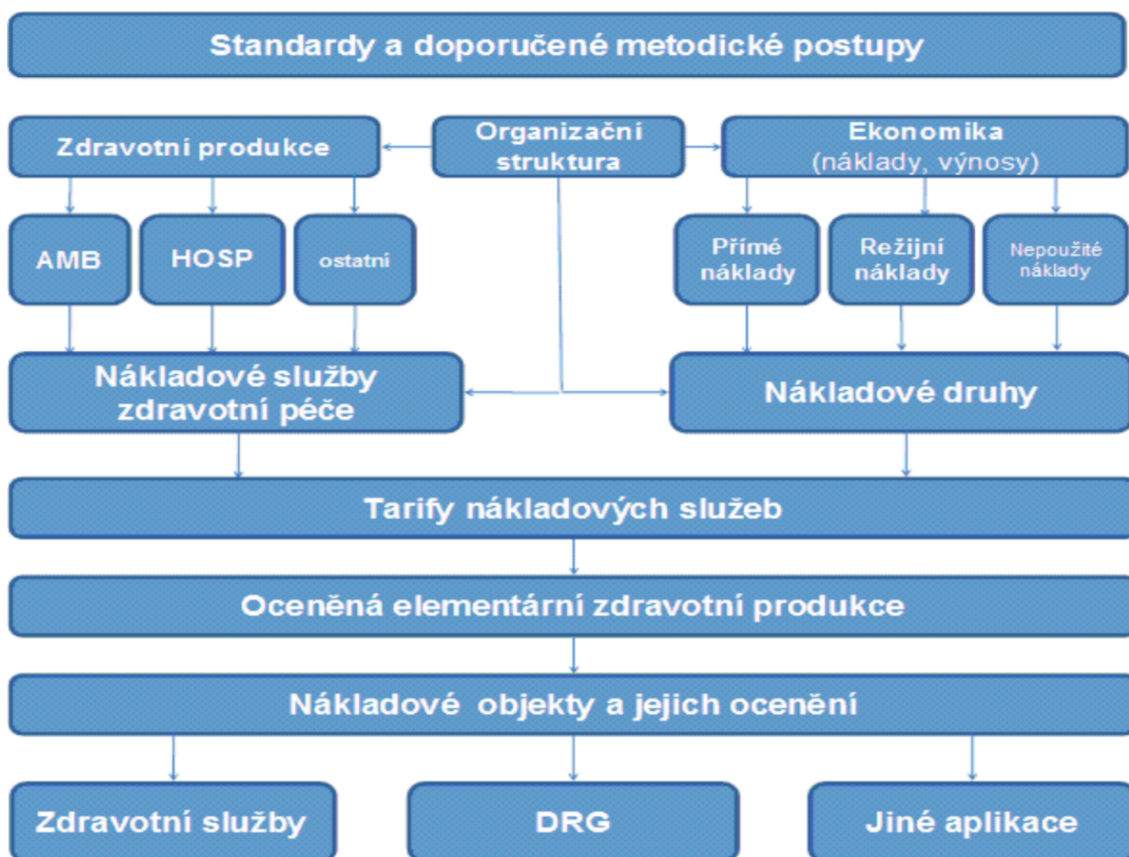 Standardy a doporučené metodické postupy
Zdravotní produkce
Organizační
struktura
Ekonomika
(náklady, výnosy)
AMB
HOSP
ostatní
Přímé
náklady
Režijní
náklady
Nepoužité
náklady
Nákladové služby
zdravotní péče
Nákladové druhy
Tarify nákladových služeb
Oceněná elementární zdravotní produkce
Nákladové objekty a jejich ocenění
Zdravotní služby
DRG
Jiné aplikace